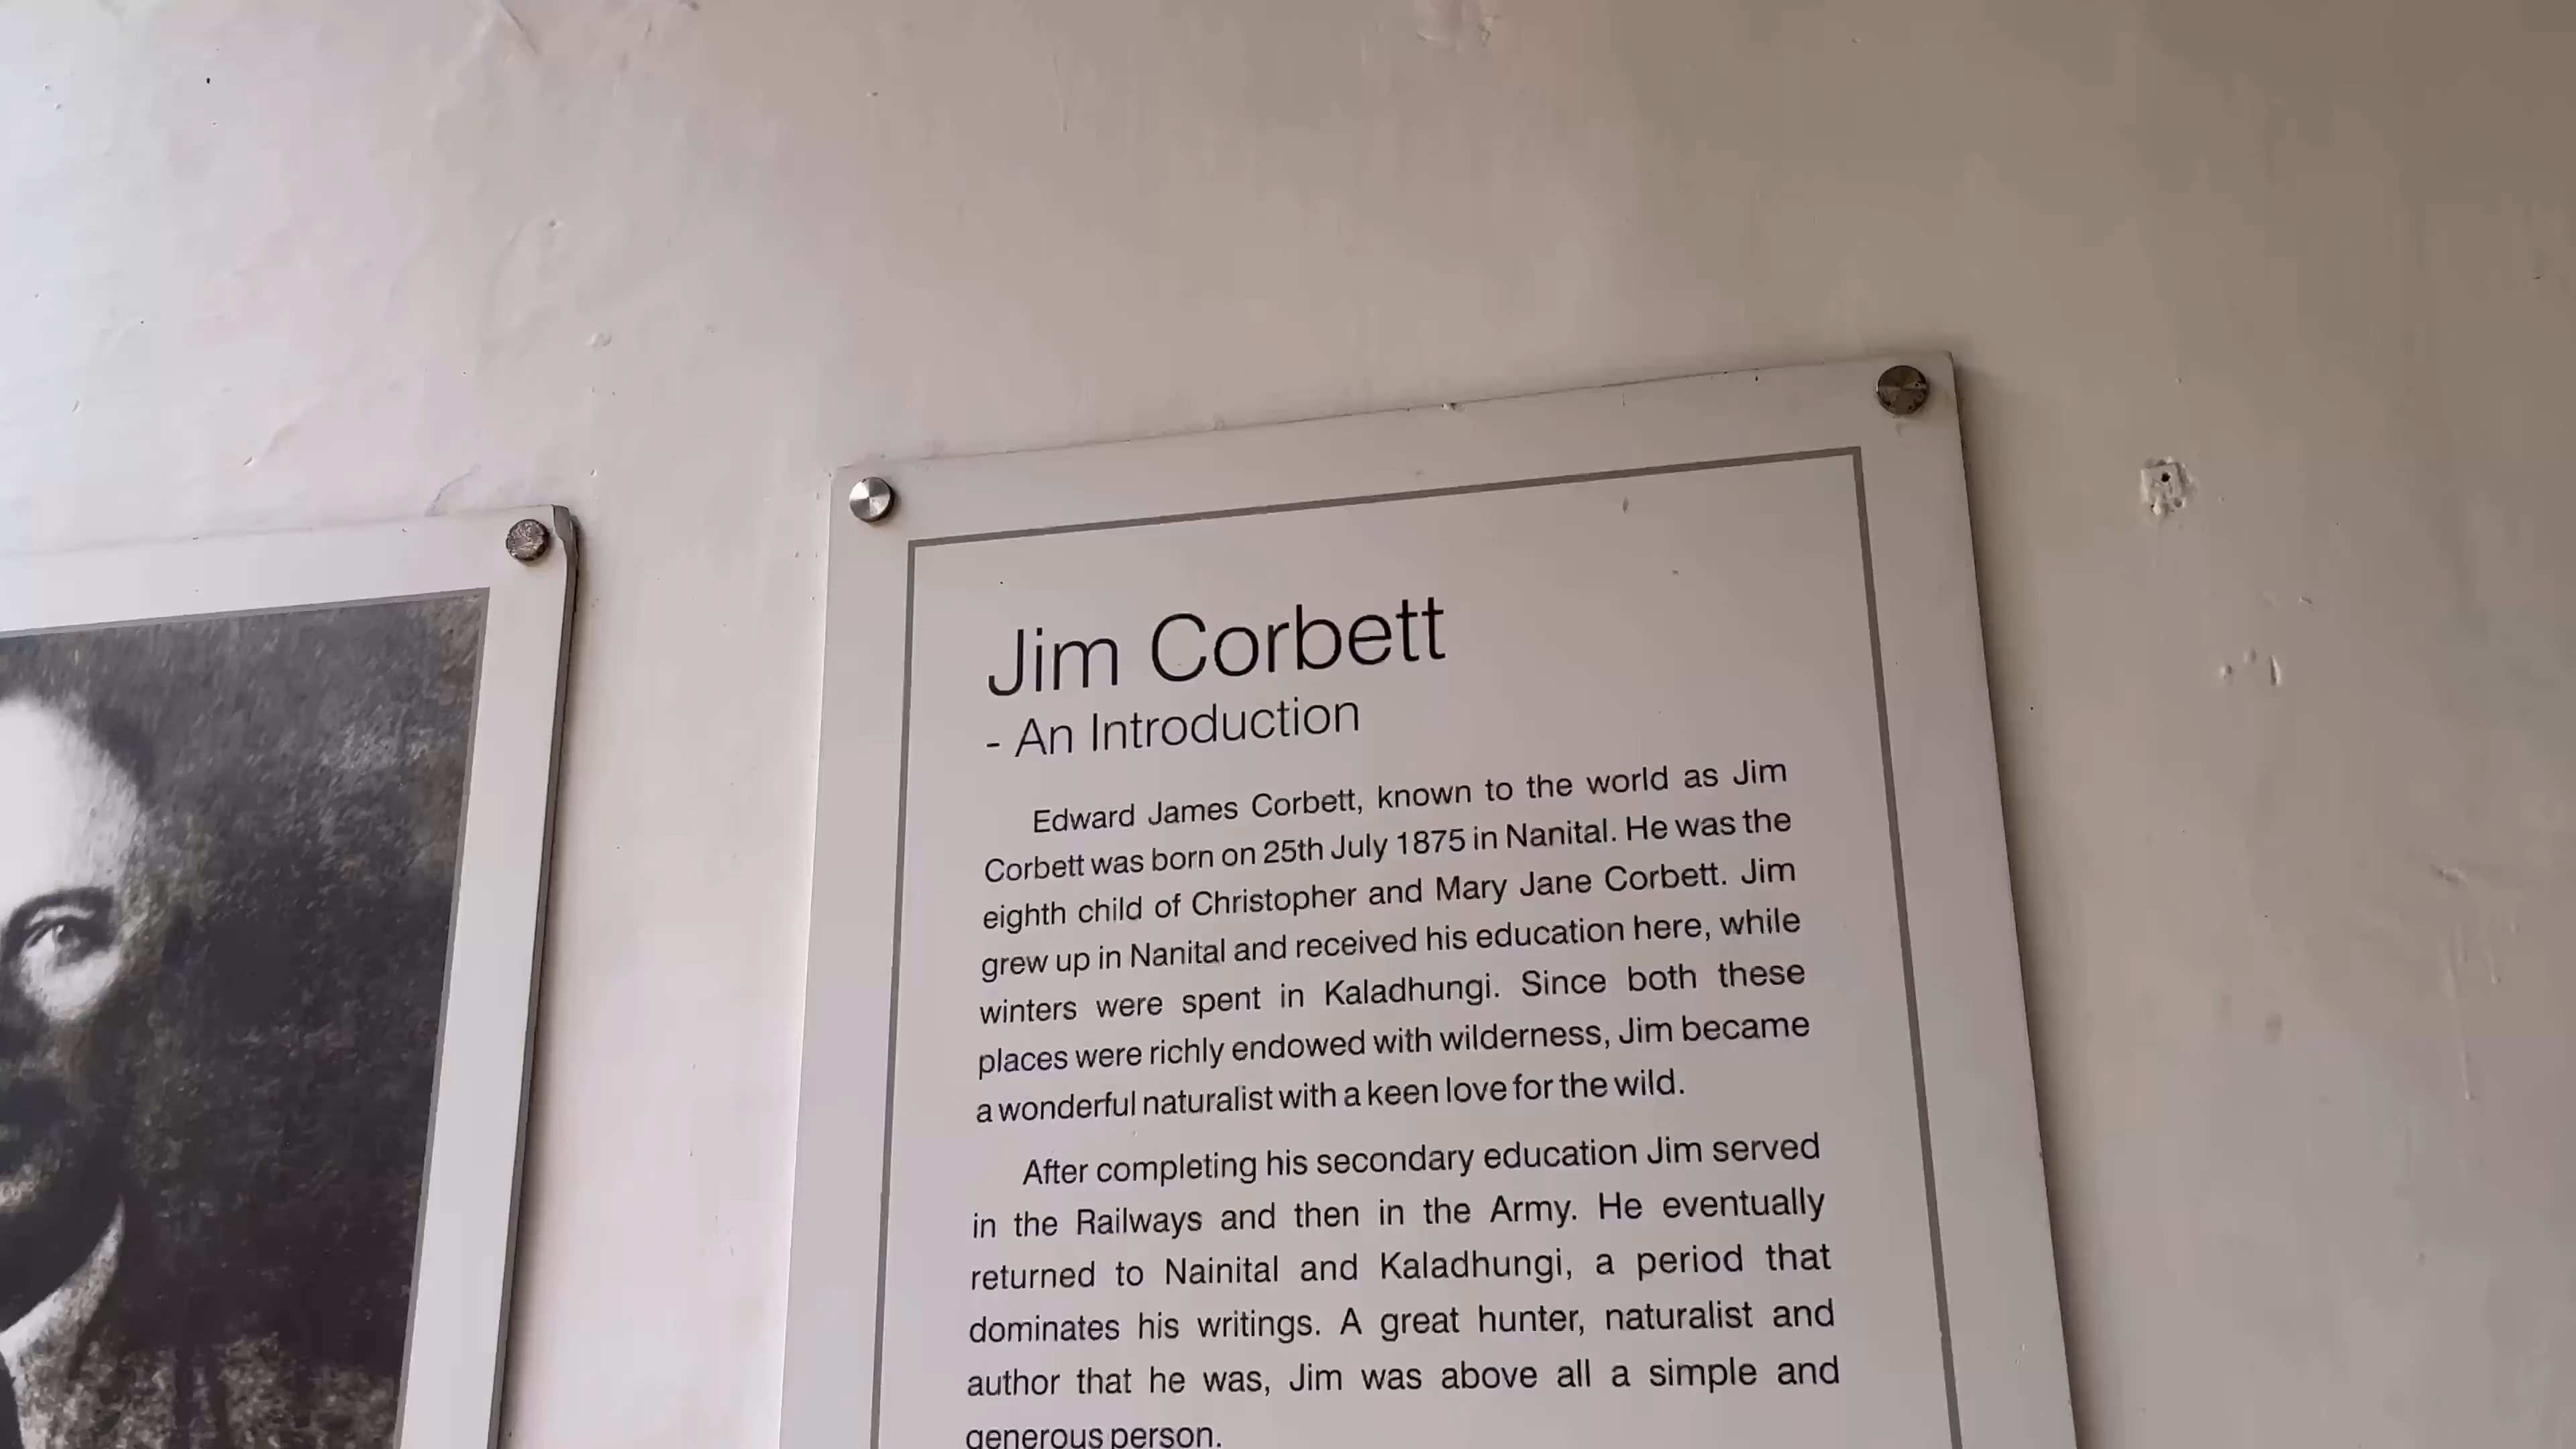 Jim Corbett
- An Introduction
Edward James Corbett, known to the world as Jim
Corbett was born on 25th July 1875 in Nanital. He was the
eighth child of Christopher and Mary Jane Corbett. Jim
grew up in Nanital and received his education here, while
winters were spent in Kaladhungi. Since both these
places were richly endowed with wilderness, Jim became
a wonderful naturalist with a keen love for the wild.
After completing his secondary education Jim served
in the Railways and then in the Army. He eventually
returned to Nainital and Kaladhungi, a period that
dominates his writings. A great hunter, naturalist and
author that he was, Jim was above all a simple and
generous person.